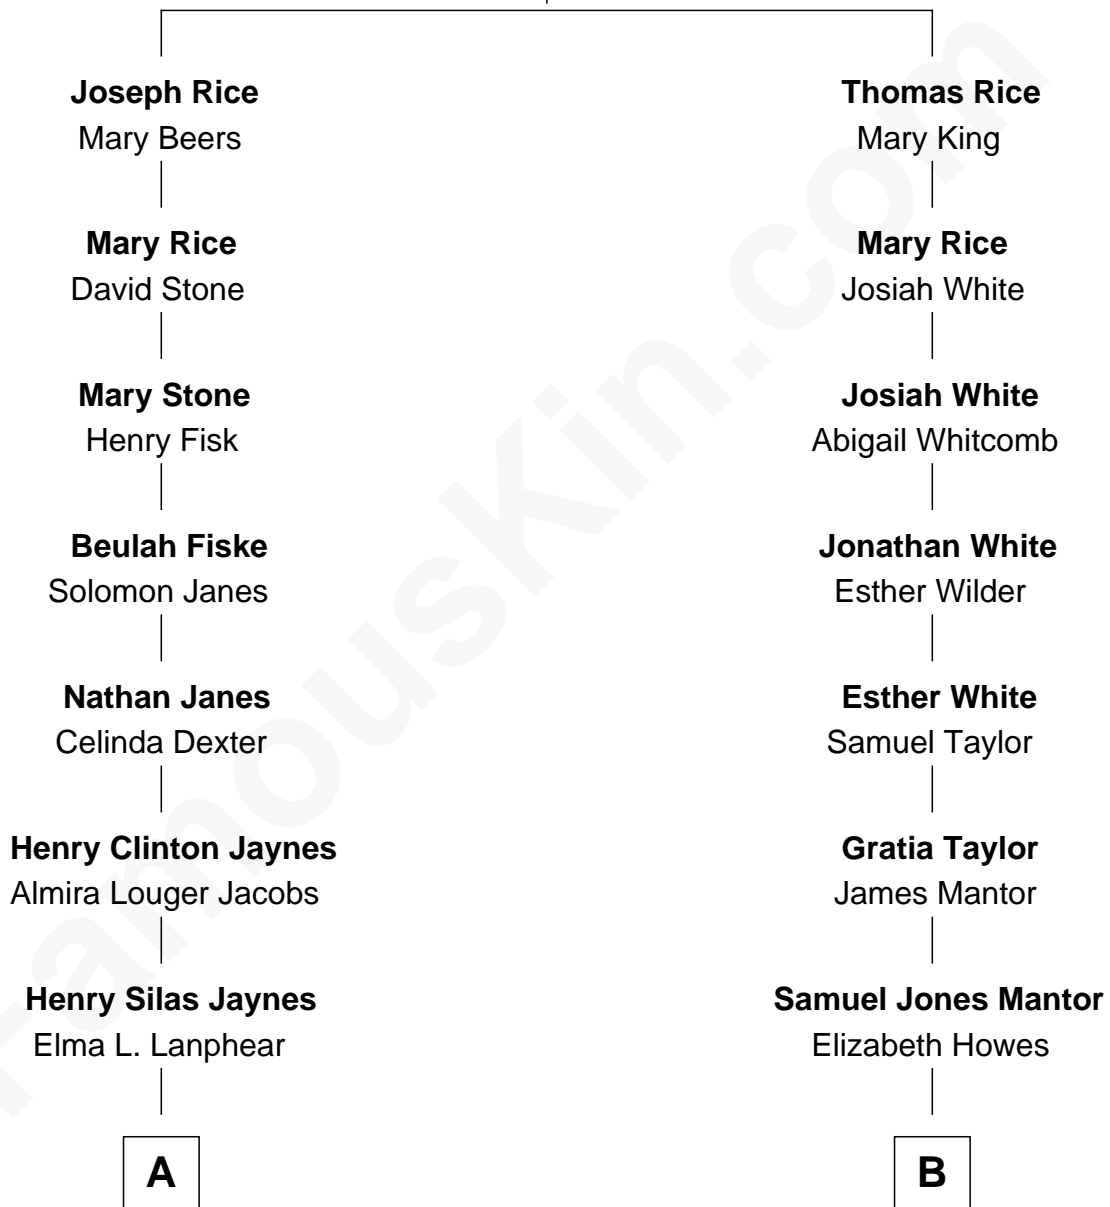 Joseph Rice
Mary Beers
Mary Rice
David Stone
Mary Stone
Henry Fisk
Beulah Fiske
Solomon Janes
Nathan Janes
Celinda Dexter
Henry Clinton Jaynes
Almira Louger Jacobs
Henry Silas Jaynes
Elma L. Lanphear
A
Thomas Rice
Mary King
Mary Rice
Josiah White
Josiah White
Abigail Whitcomb
Jonathan White
Esther Wilder
Esther White
Samuel Taylor
Gratia Taylor
James Mantor
Samuel Jones Mantor
Elizabeth Howes
B
FamousKin.com